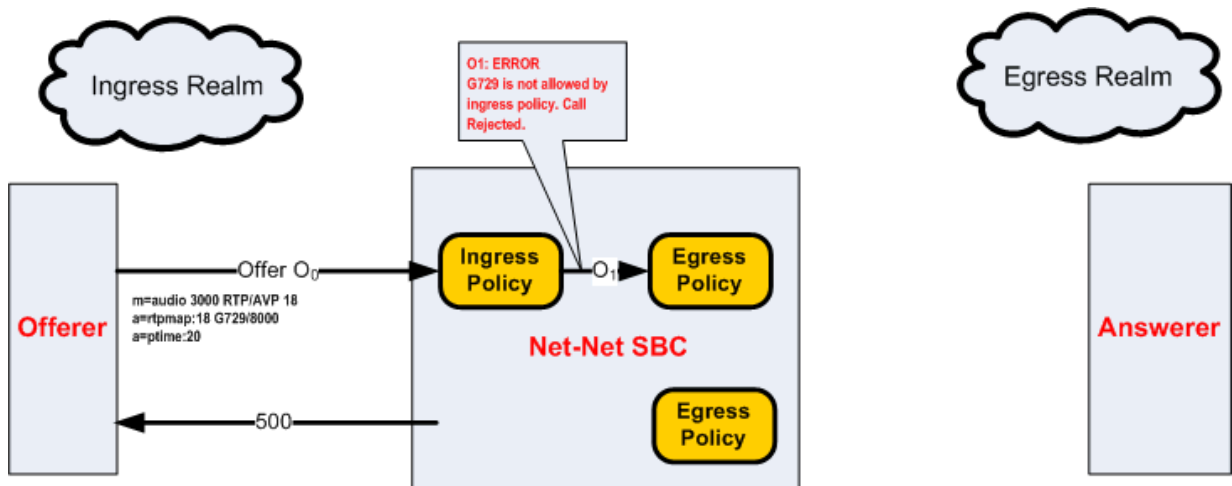 Ingress Realm
O1: ERROR
G729 is not allowed by
ingress policy. Call
Rejected.
Egress Realm
Offerer
Offer O₀
m=audio 3000 RTP/AVP 18
a=rtpmap:18 G729/8000
a=ptime:20
Ingress
Policy
O₁
Egress
Policy
Net-Net SBC
Answerer
500
Egress
Policy